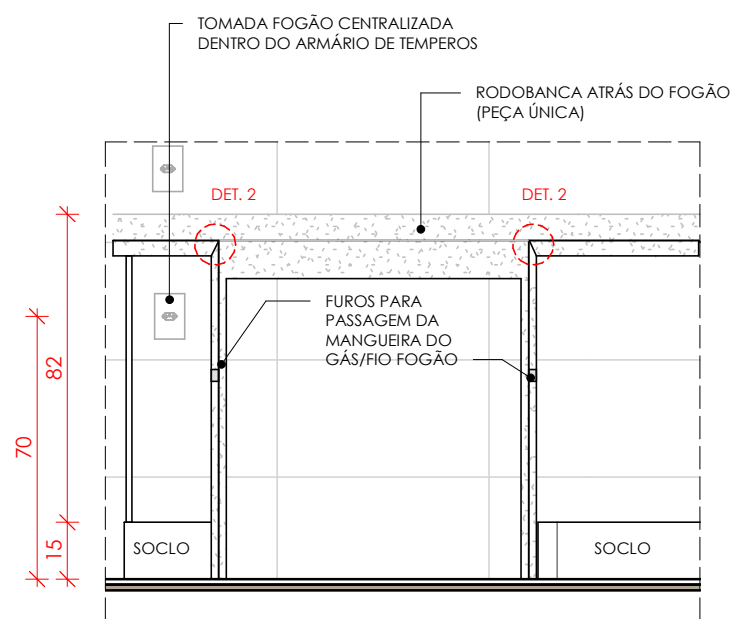 TOMADA FOGÃO CENTRALIZADA
DENTRO DO ARMÁRIO DE TEMPEROS
RODOBANCA ATRÁS DO FOGÃO
(PEÇA ÚNICA)
DET. 2
DET. 2
FUROS PARA
PASSAGEM DA
MANGUEIRA DO
GÁS/FIO FOGÃO
82
70
15
SOCLO
SOCLO